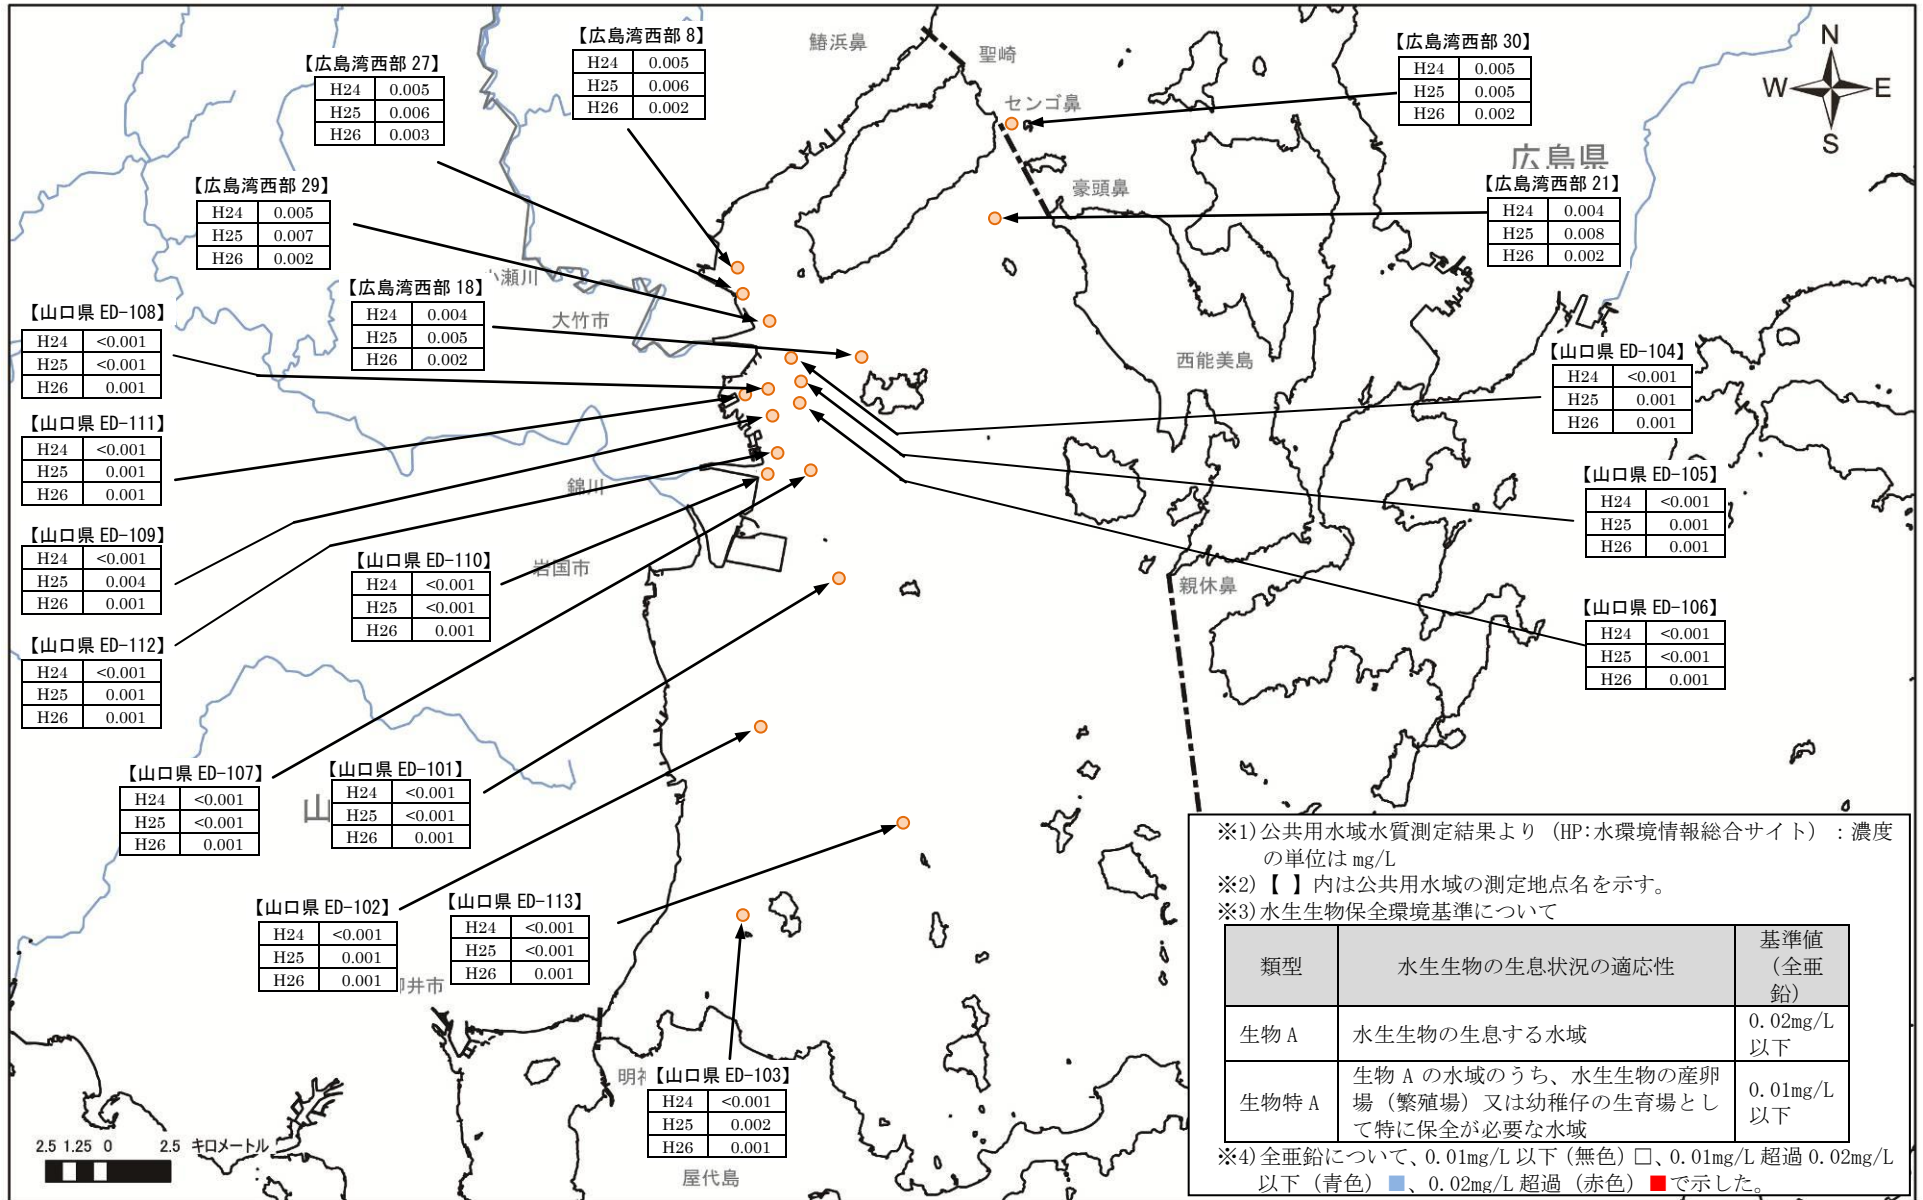 【広島湾西部 8】
H24 0.005
H25 0.006
H26 0.002
【広島湾西部 27】
H24 0.005
H25 0.006
H26 0.003
【広島湾西部 30】
H24 0.005
H25 0.005
H26 0.002
鰆浜鼻
聖崎
センゴ鼻
豪頭鼻
N
W E
S
広島県
【広島湾西部 29】
H24 0.005
H25 0.007
H26 0.002
【広島湾西部 21】
H24 0.004
H25 0.008
H26 0.002
小瀬川
大竹市
【広島湾西部 18】
H24 0.004
H25 0.005
H26 0.002
【山口県 ED-108】
H24 <0.001
H25 <0.001
H26 0.001
西能美島
【山口県 ED-104】
H24 <0.001
H25 0.001
H26 0.001
【山口県 ED-111】
H24 <0.001
H25 0.001
H26 0.001
錦川
【山口県 ED-105】
H24 <0.001
H25 0.001
H26 0.001
【山口県 ED-109】
H24 <0.001
H25 0.004
H26 0.001
【山口県 ED-110】
H24 <0.001
H25 <0.001
H26 0.001
岩国市
親休鼻
【山口県 ED-106】
H24 <0.001
H25 <0.001
H26 0.001
【山口県 ED-112】
H24 <0.001
H25 0.001
H26 0.001
【山口県 ED-107】
H24 <0.001
H25 <0.001
H26 0.001
山
【山口県 ED-101】
H24 <0.001
H25 <0.001
H26 0.001
【山口県 ED-102】
H24 <0.001
H25 0.001
H26 0.001
【山口県 ED-113】
H24 <0.001
H25 <0.001
H26 0.001
井市
明神
【山口県 ED-103】
H24 <0.001
H25 0.002
H26 0.001
屋代島
2.5 1.25 0 2.5 キロメートル
※1)公共用水域水質測定結果より（HP:水環境情報総合サイト）：濃度
の単位は mg/L
※2)【 】内は公共用水域の測定地点名を示す。
※3)水生生物保全環境基準について
類型 水生生物の生息状況の適応性 基準値
（全亜
鉛）
生物 A 水生生物の生息する水域 0.02mg/L
以下
生物特 A 生物 A の水域のうち、水生生物の産卵
場（繁殖場）又は幼稚仔の生育場とし
て特に保全が必要な水域
0.01mg/L
以下
※4)全亜鉛について、0.01mg/L 以下（無色）□、0.01mg/L 超過 0.02mg/L
以下（青色）■、0.02mg/L 超過（赤色）■で示した。